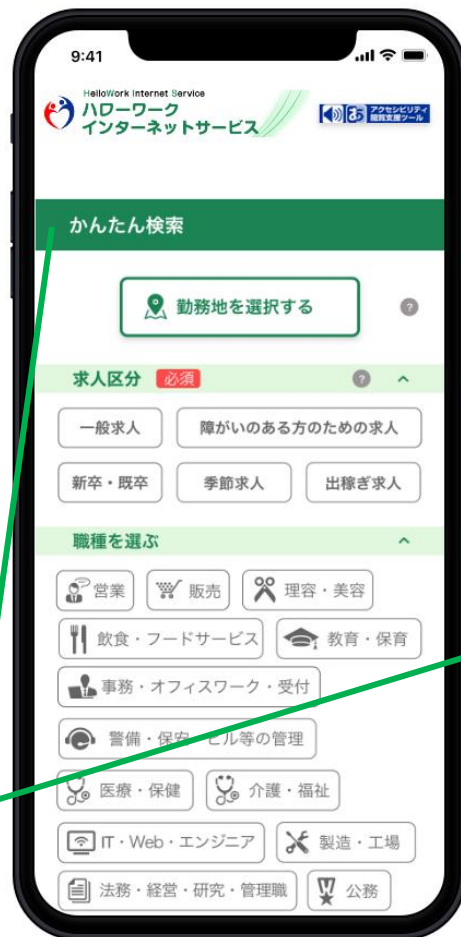 9:41
HelloWork Internet Service
ハローワーク
インターネットサービス
アクセシビリティ
閲覧支援ツール
あ
かんたん検索
勤務地を選択する
?
求人区分 必須 ?
一般求人 障がいのある方のための求人
新卒・既卒 季節求人 出稼ぎ求人
職種を選ぶ
営業 販売 理容・美容
飲食・フードサービス 教育・保育
事務・オフィスワーク・受付
警備・保安・ビル等の管理
医療・保健 介護・福祉
IT・Web・エンジニア 製造・工場
法務・経営・研究・管理職 公務